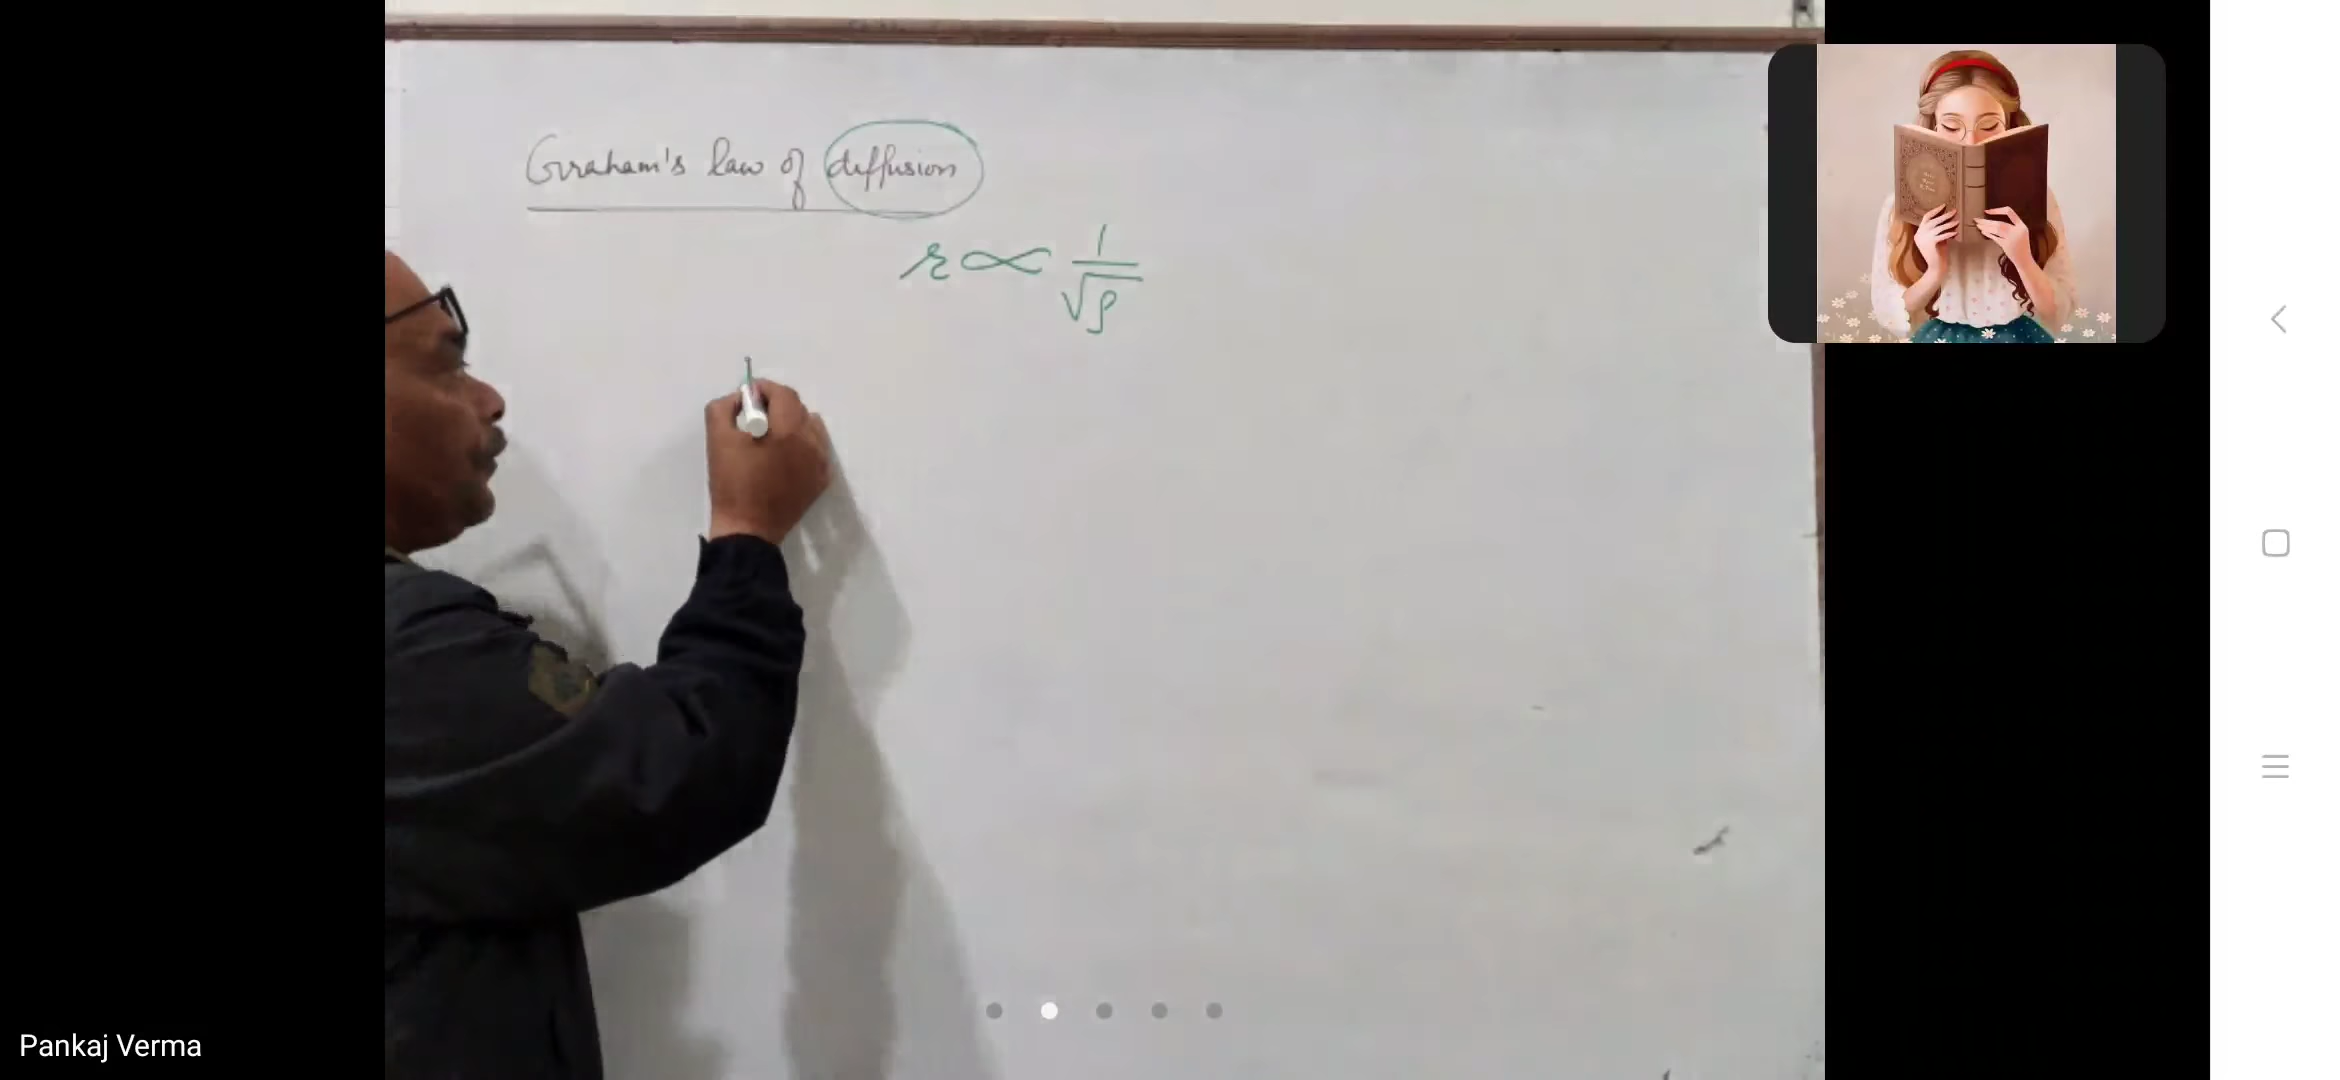 Graham's law of diffusion
r ∝ 1/√ρ
Pankaj Verma